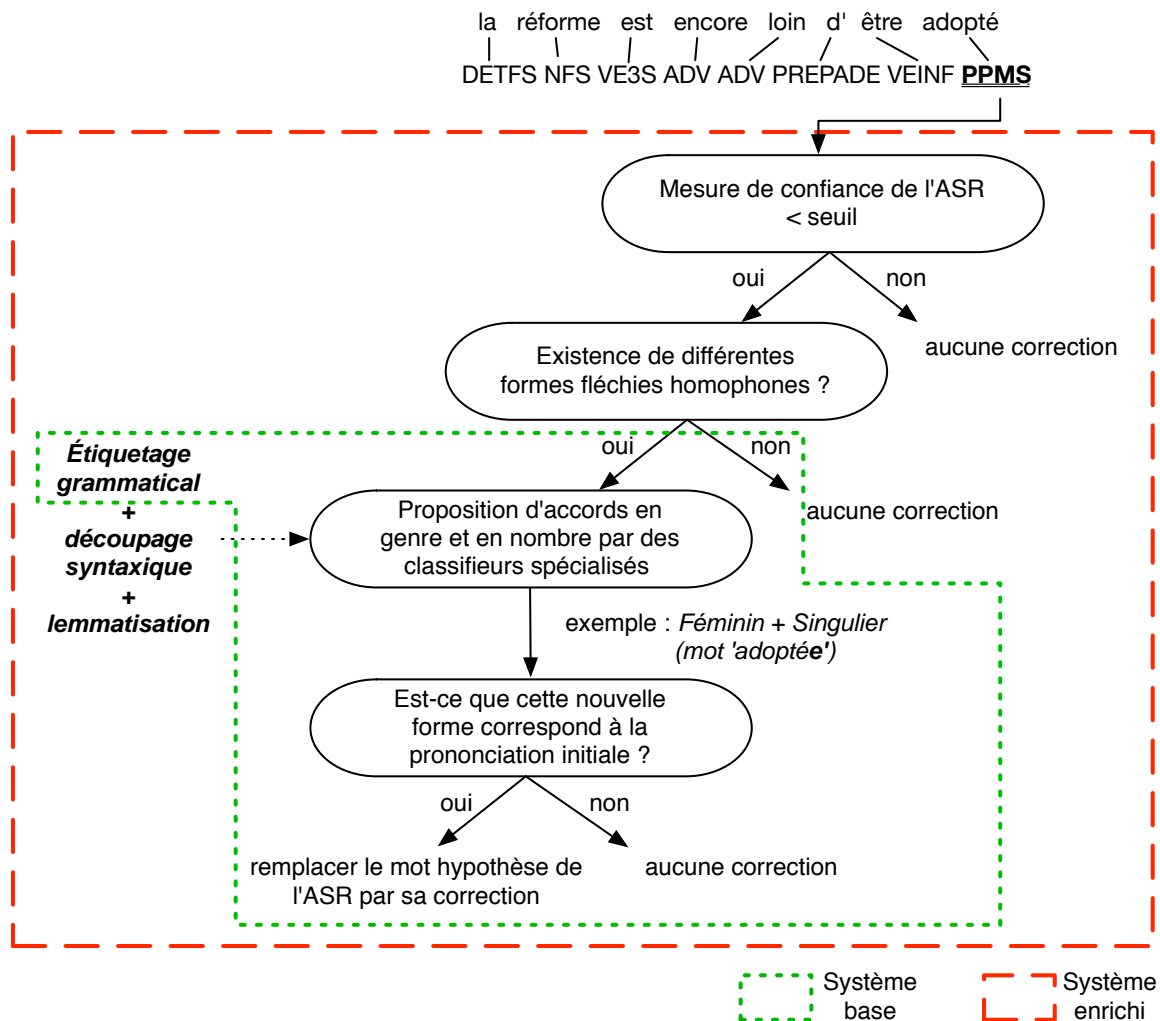 la réforme est encore loin d' être adopté
DETFS NFS VE3S ADV ADV PREPADE VEINF PPMS
Mesure de confiance de l'ASR
< seuil
oui
non
aucune correction
Existence de différentes
formes fléchies homophones ?
oui
non
aucune correction
Étiquetage
grammatical
+
découpage
syntaxique
+
lemmatisation
Proposition d'accords en
genre et en nombre par des
classifieurs spécialisés
exemple : Féminin + Singulier
(mot 'adoptée')
Est-ce que cette nouvelle
forme correspond à la
prononciation initiale ?
oui
non
remplacer le mot hypothèse de
l'ASR par sa correction
aucune correction
Système
base
Système
enrichi